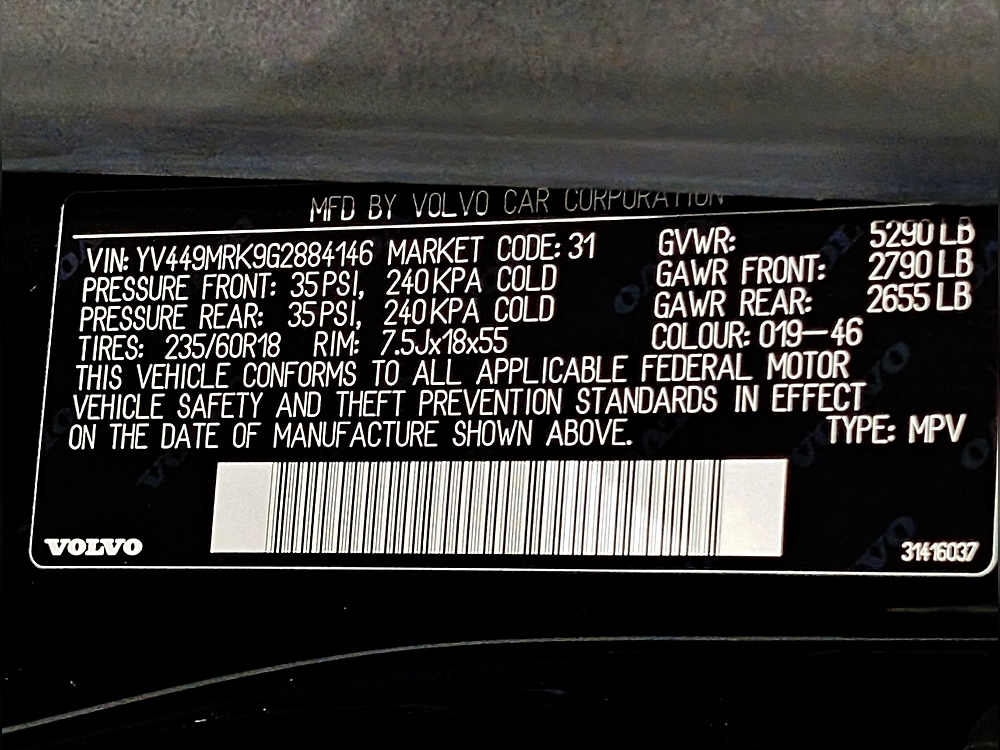 MFD BY VOLVO CAR CORPORATION
VIN: YV449MRK9G2884146 MARKET CODE: 31 GVWR: 5290 LB
PRESSURE FRONT: 35 PSI, 240 KPA COLD GAWR FRONT: 2790 LB
PRESSURE REAR: 35 PSI, 240 KPA COLD GAWR REAR: 2655 LB
TIRES: 235/60R18 RIM: 7.5Jx18x55 COLOUR: 019-46
THIS VEHICLE CONFORMS TO ALL APPLICABLE FEDERAL MOTOR
VEHICLE SAFETY AND THEFT PREVENTION STANDARDS IN EFFECT
ON THE DATE OF MANUFACTURE SHOWN ABOVE. TYPE: MPV
VOLVO 31416037